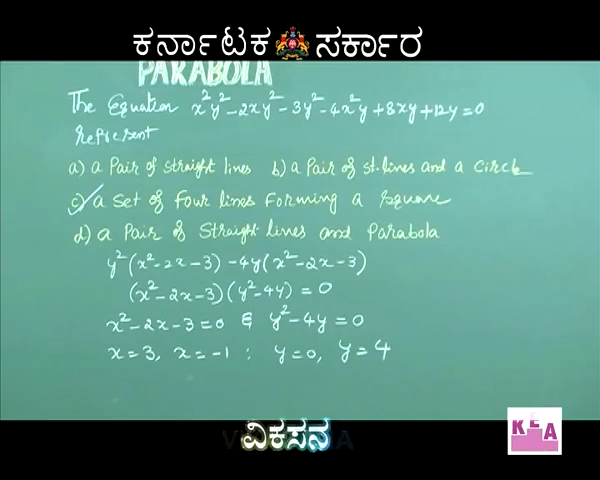 ಕರ್ನಾಟಕ ಸರ್ಕಾರ
PARABOLA
The Equation x²y² - 2xy² - 3y² - 4x²y + 8xy + 12y = 0
Represent
a) a Pair of straight lines b) a Pair of st. lines and a Circle
c) a Set of Four lines Forming a square
d) a Pair of Straight Lines and Parabola
y²(x² - 2x - 3) - 4y(x² - 2x - 3)
(x² - 2x - 3)(y² - 4y) = 0
x² - 2x - 3 = 0 & y² - 4y = 0
x = 3, x = -1 : y = 0, y = 4
ವಿಕಸನ
KEA